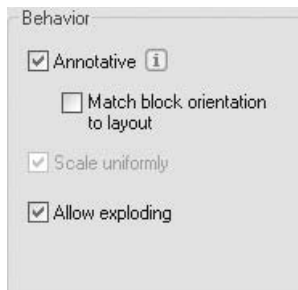 Behavior
Annotative
Match block orientation
to layout
Scale uniformly
Allow exploding